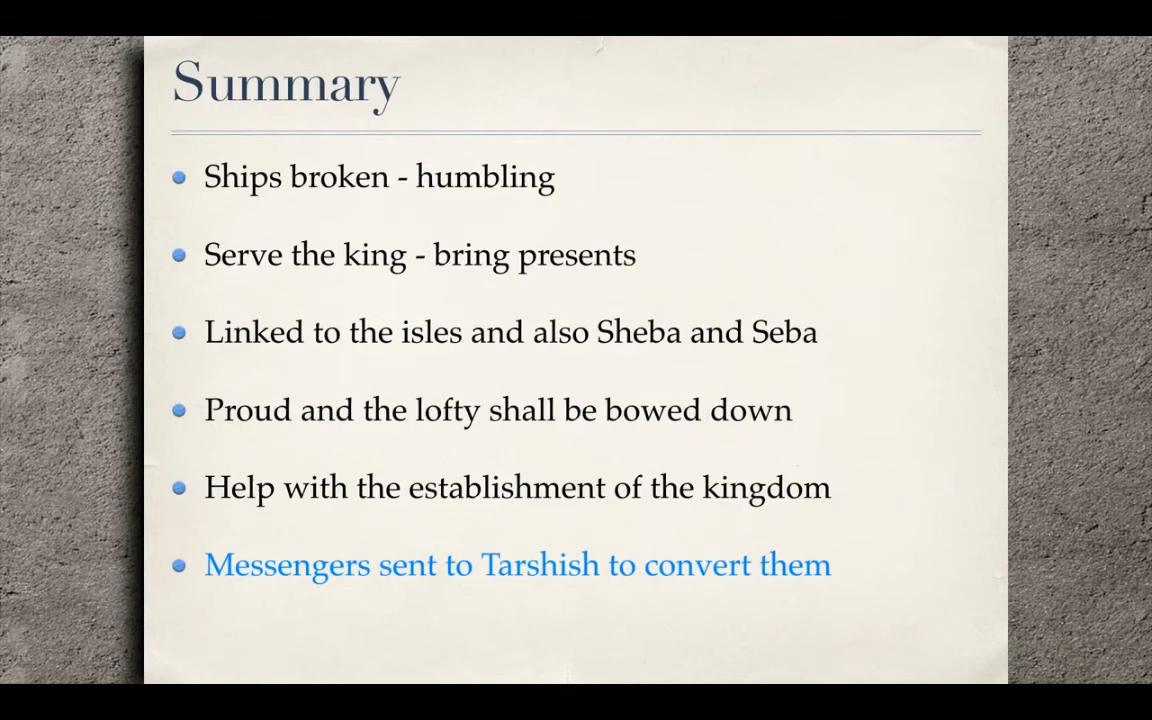 Summary
Ships broken - humbling
Serve the king - bring presents
Linked to the isles and also Sheba and Seba
Proud and the lofty shall be bowed down
Help with the establishment of the kingdom
Messengers sent to Tarshish to convert them